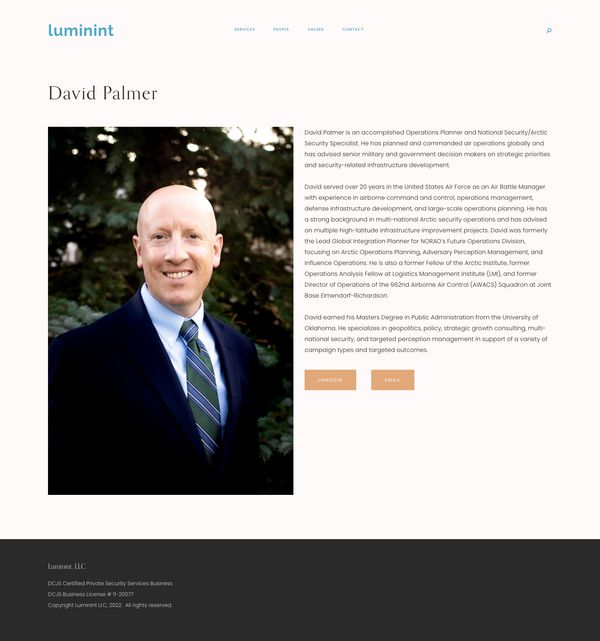 luminint
SERVICES
PEOPLE
VALUES
CONTACT
David Palmer
David Palmer is an accomplished Operations Planner and National Security/Arctic
Security Specialist. He has planned and commanded air operations globally and
has advised senior military and government decision makers on strategic priorities
and security-related infrastructure development.
David served over 20 years in the United States Air Force as an Air Battle Manager
with experience in airborne command and control, operations management,
defense infrastructure development, and large-scale operations planning. He has
a strong background in multi-national Arctic security operations and has advised
on multiple high-latitude infrastructure improvement projects. David was formerly
the Lead Global Integration Planner for NORAD's Future Operations Division,
focusing on Arctic Operations Planning, Adversary Perception Management, and
Influence Operations. He is also a former Fellow of the Arctic Institute, former
Operations Analysis Fellow at Logistics Management Institute (LMI), and former
Director of Operations of the 962nd Airborne Air Control (AWACS) Squadron at Joint
Base Elmendorf-Richardson.
David earned his Masters Degree in Public Administration from the University of
Oklahoma. He specializes in geopolitics, policy, strategic growth consulting, multi-
national security, and targeted perception management in support of a variety of
campaign types and targeted outcomes.
LINKEDIN
EMAIL
Luminint, LLC
DCJS Certified Private Security Services Business
DCJS Business License # 11-20077
Copyright Luminint LLC, 2022. All rights reserved.